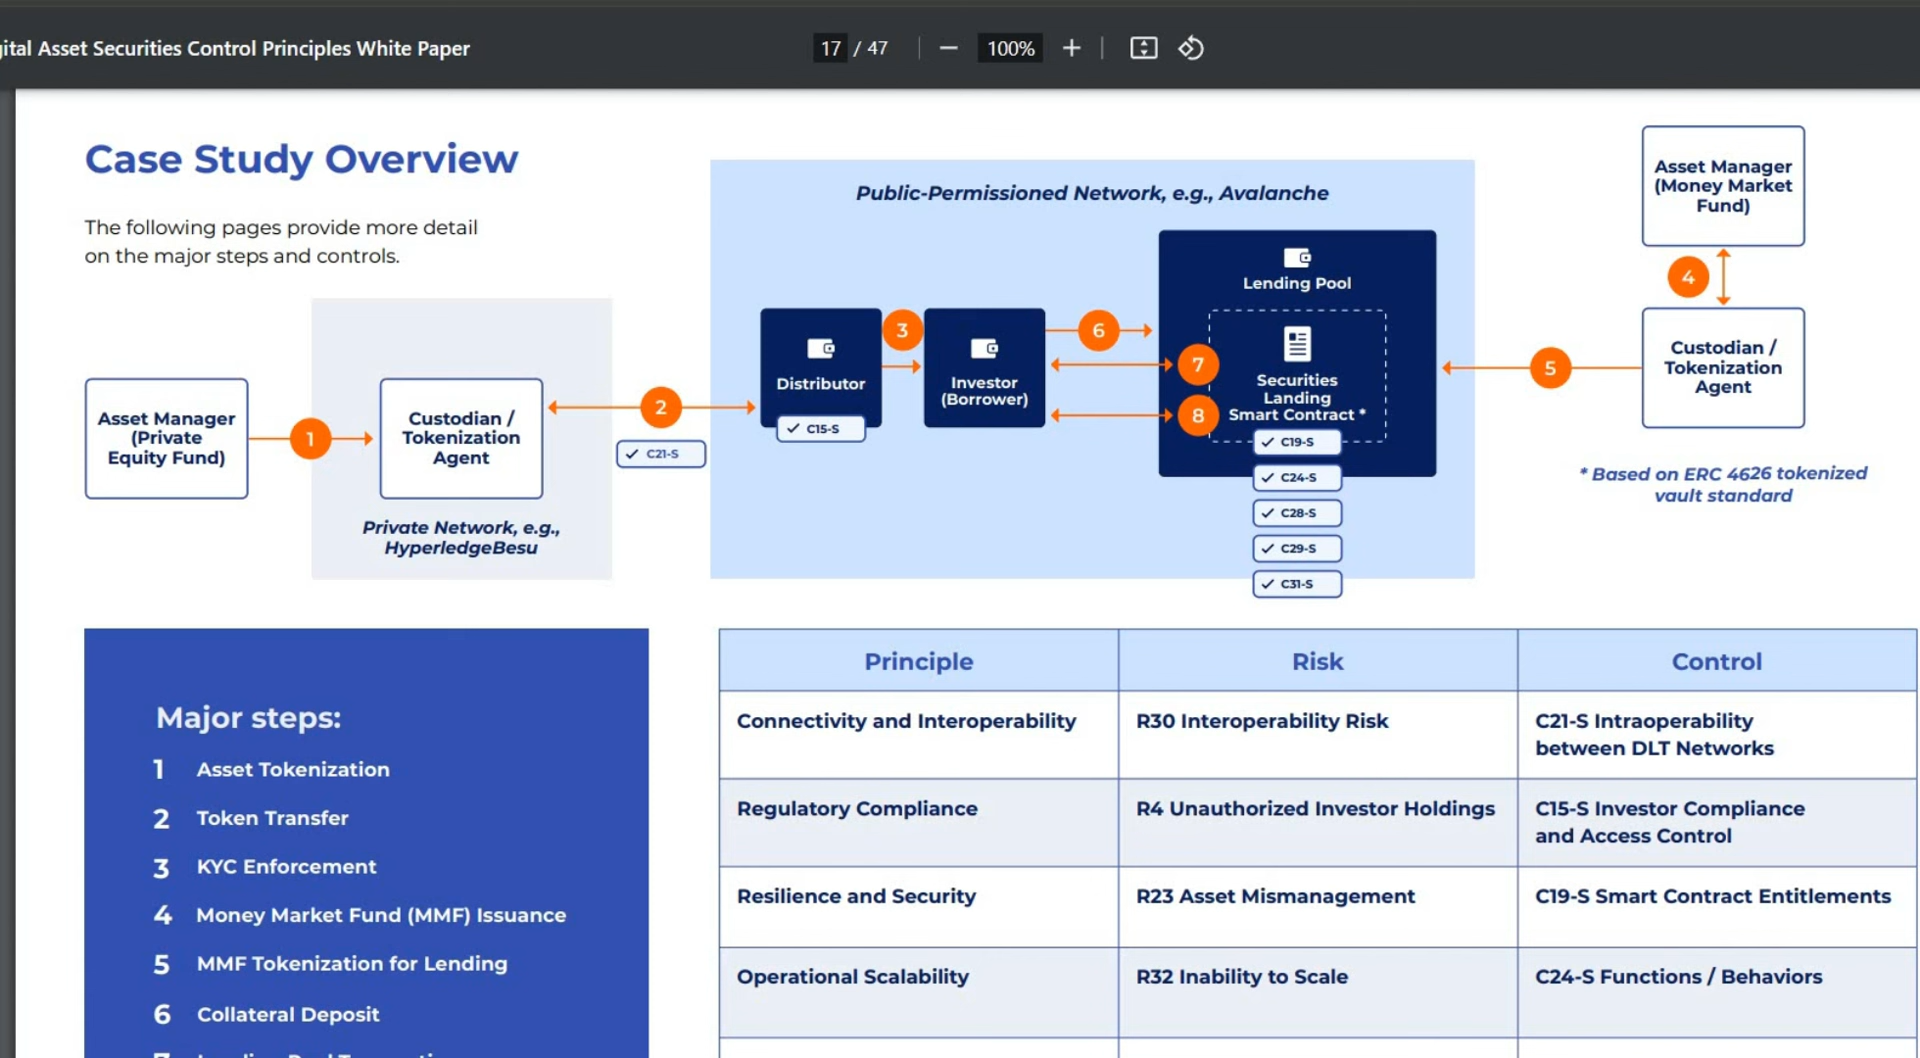 gital Asset Securities Control Principles White Paper
17 / 47
100%
Case Study Overview
The following pages provide more detail
on the major steps and controls.
Public-Permissioned Network, e.g., Avalanche
Asset Manager
(Private
Equity Fund)
1
Custodian /
Tokenization
Agent
Private Network, e.g.,
HyperledgeBesu
2
C21-S
Distributor
C15-S
3
Investor
(Borrower)
6
7
8
Lending Pool
Securities
Landing
Smart Contract *
C19-S
C24-S
C28-S
C29-S
C31-S
5
Asset Manager
(Money Market
Fund)
4
Custodian /
Tokenization
Agent
* Based on ERC 4626 tokenized
vault standard
Major steps:
1 Asset Tokenization
2 Token Transfer
3 KYC Enforcement
4 Money Market Fund (MMF) Issuance
5 MMF Tokenization for Lending
6 Collateral Deposit
Principle Risk Control
Connectivity and Interoperability R30 Interoperability Risk C21-S Intraoperability
between DLT Networks
Regulatory Compliance R4 Unauthorized Investor Holdings C15-S Investor Compliance
and Access Control
Resilience and Security R23 Asset Mismanagement C19-S Smart Contract Entitlements
Operational Scalability R32 Inability to Scale C24-S Functions / Behaviors